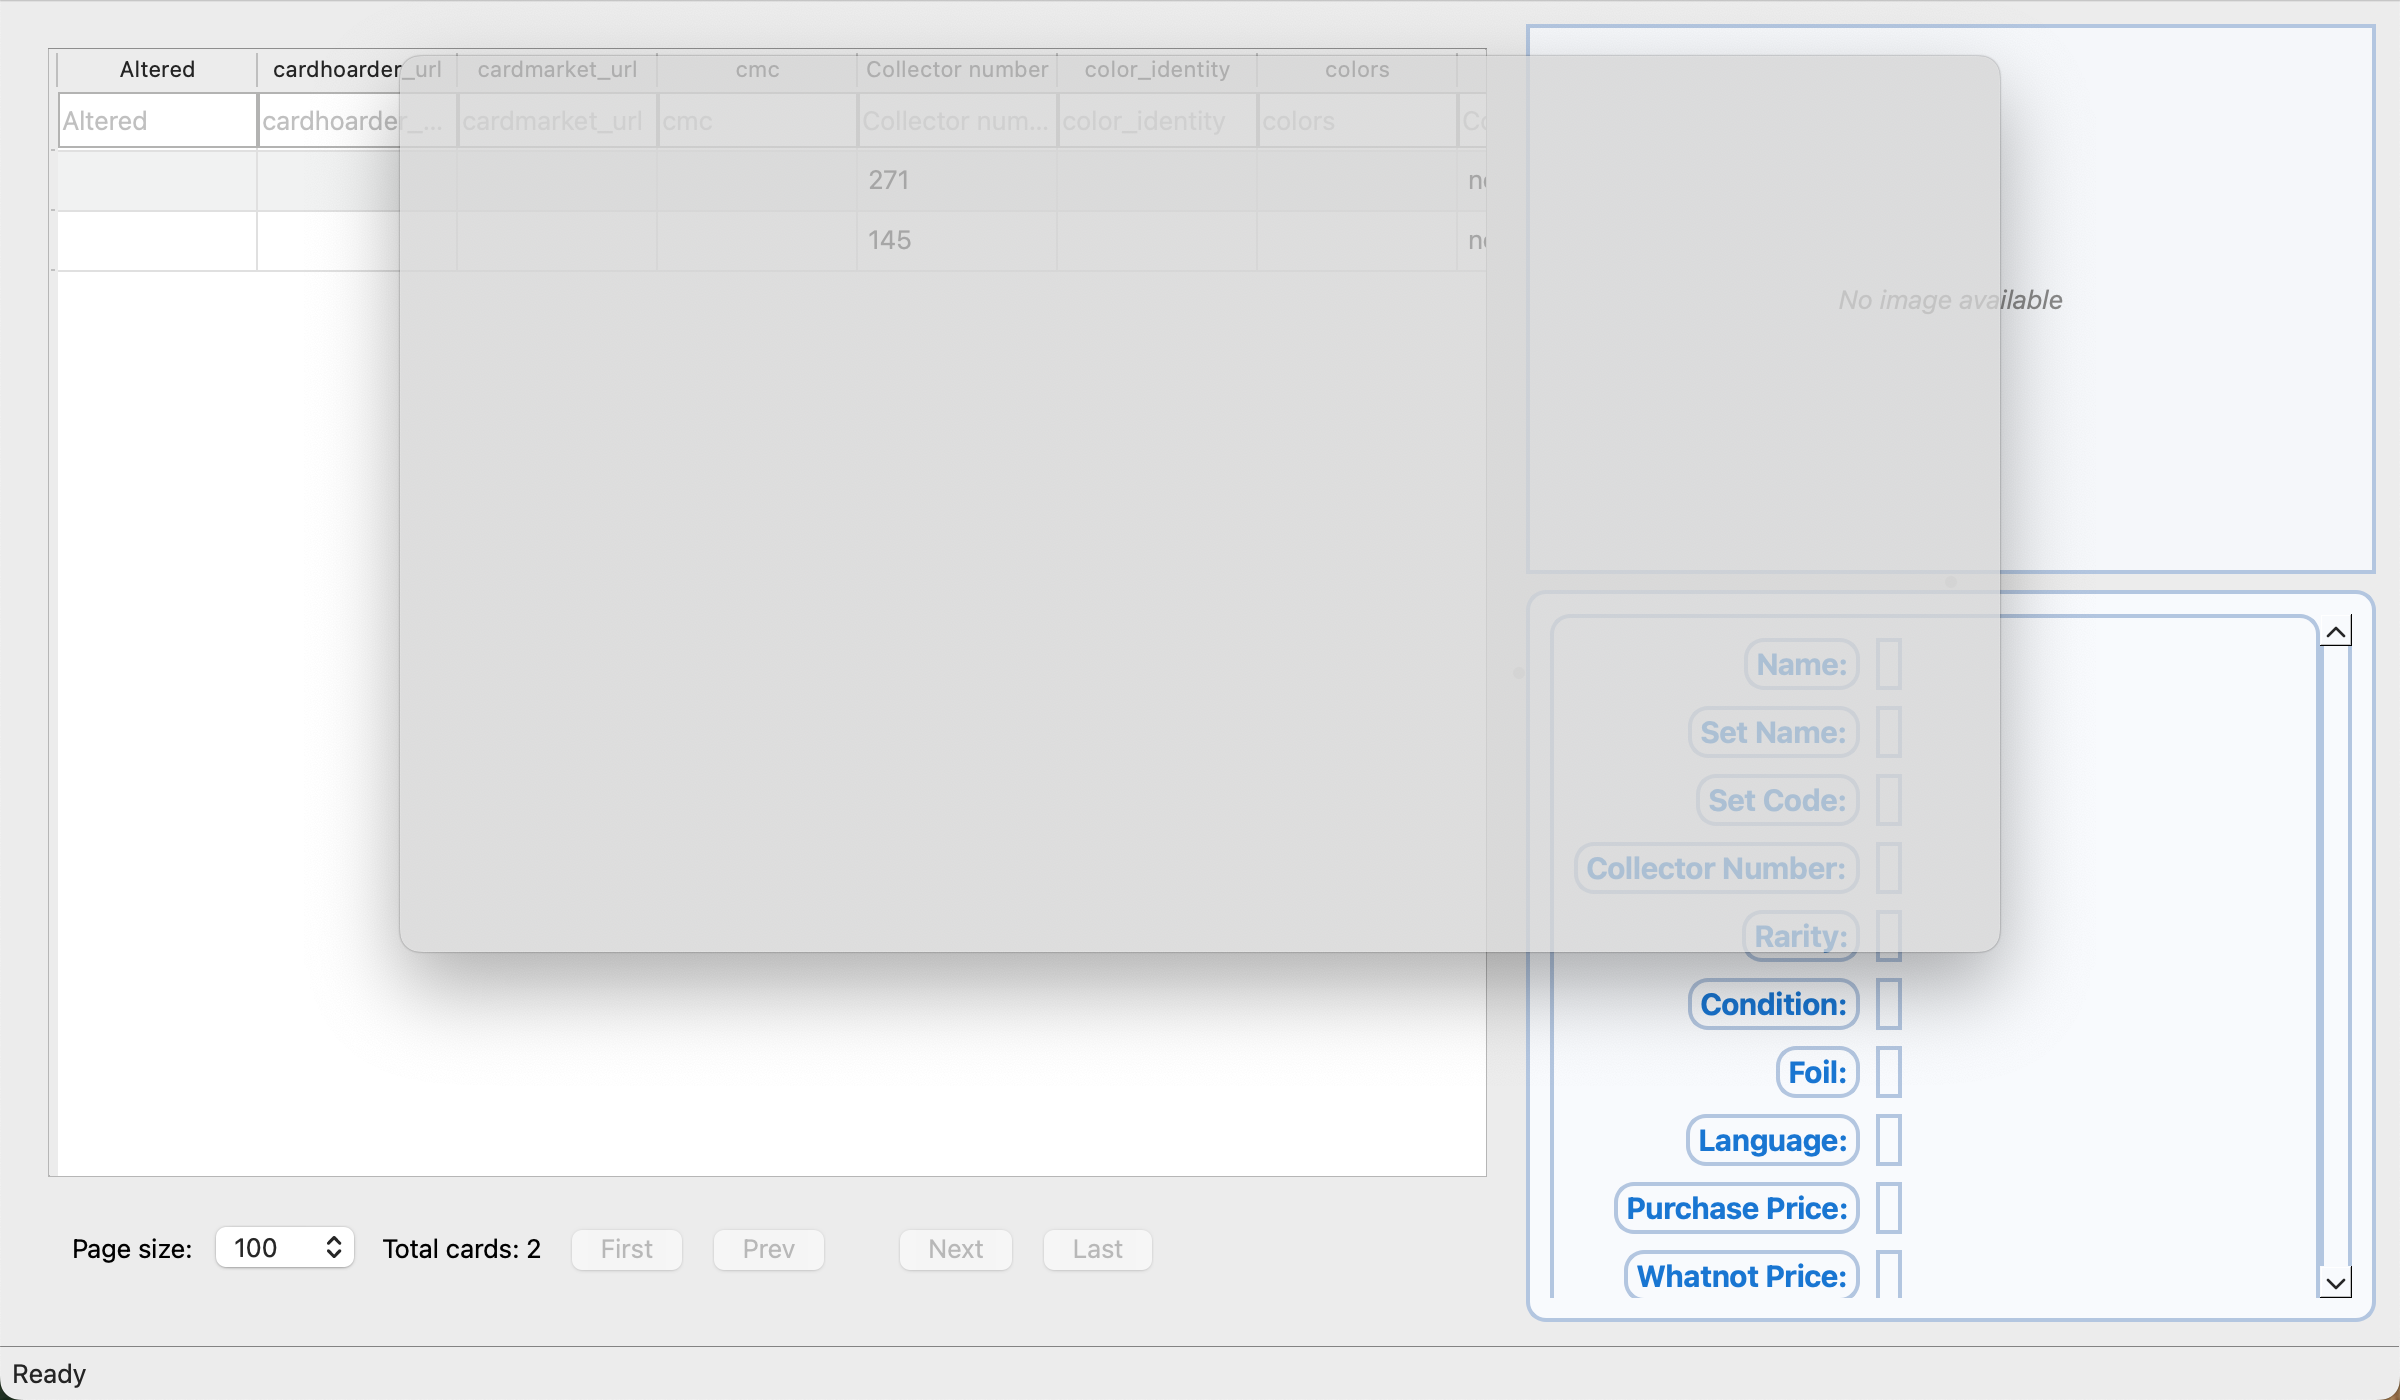 Altered cardhoarder_url cardmarket_url cmc Collector number color_identity colors
Altered cardhoarder_... cardmarket_url cmc Collector num... color_identity colors
271
145
No image available
Name:
Set Name:
Set Code:
Collector Number:
Rarity:
Condition:
Foil:
Language:
Purchase Price:
Whatnot Price:
Page size: 100 Total cards: 2 First Prev Next Last
Ready